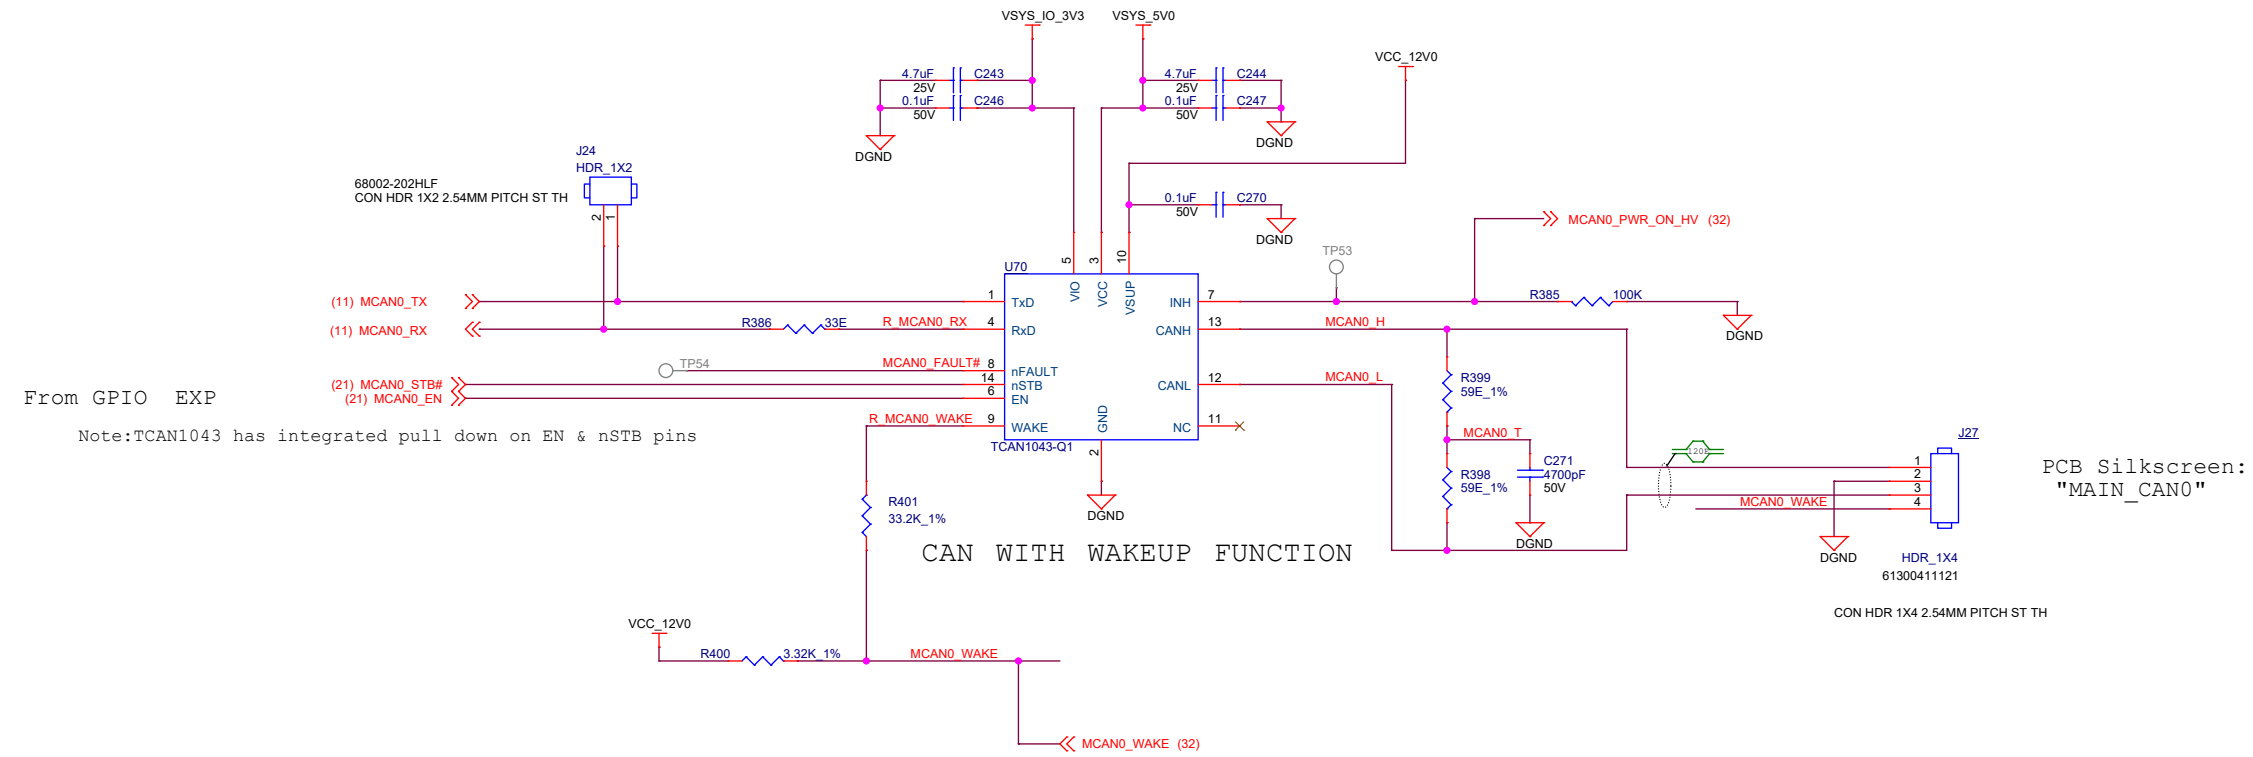 VSYS_IO_3V3
VSYS_5V0
VCC_12V0
4.7uF
C243
25V
0.1uF
C246
50V
DGND
4.7uF
C244
25V
0.1uF
C247
50V
DGND
J24
HDR_1X2
68002-202HLF
CON HDR 1X2 2.54MM PITCH ST TH
2
1
0.1uF
C270
50V
DGND
MCAN0_PWR_ON_HV (32)
TP53
5
3
10
U70
(11) MCAN0_TX
1
TxD
VIO
VCC
VSUP
INH
7
R385
100K
DGND
(11) MCAN0_RX
R386
33E
R_MCAN0_RX
4
RxD
CANH
13
MCAN0_H
TP54
MCAN0_FAULT#
8
nFAULT
(21) MCAN0_STB#
14
nSTB
CANL
12
MCAN0_L
(21) MCAN0_EN
6
EN
From GPIO EXP
Note:TCAN1043 has integrated pull down on EN & nSTB pins
R_MCAN0_WAKE
9
WAKE
GND
NC
11
TCAN1043-Q1
2
DGND
R399
59E_1%
MCAN0_T
R398
59E_1%
C271
4700pF
50V
DGND
120E
J27
1
2
3
4
MCAN0_WAKE
DGND
PCB Silkscreen:
"MAIN_CAN0"
HDR_1X4
61300411121
CON HDR 1X4 2.54MM PITCH ST TH
R401
33.2K_1%
CAN WITH WAKEUP FUNCTION
VCC_12V0
R400
3.32K_1%
MCAN0_WAKE
MCAN0_WAKE (32)